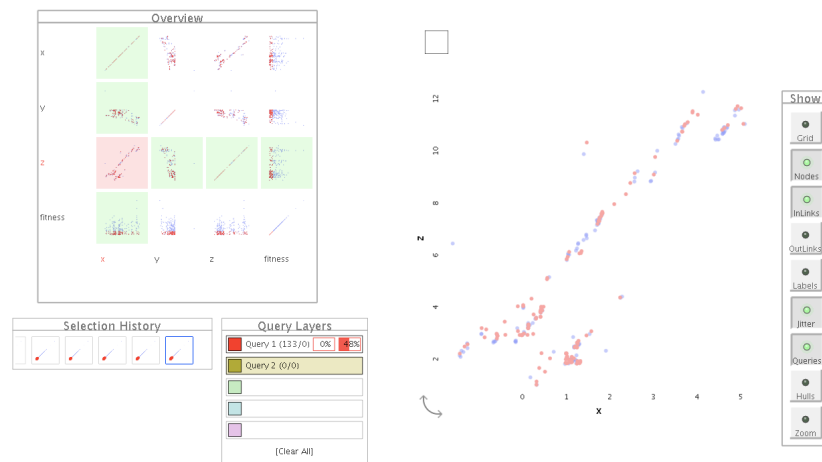 Overview
x
y
z
fitness
x y z fitness
Selection History
Query Layers
Query 1 (133/0) 0% 48%
Query 2 (0/0)
[Clear All]
12
10
8
6
4
2
z
0 1 2 3 4 5
x
Show
Grid
Nodes
InLinks
OutLinks
Labels
Jitter
Queries
Hulls
Zoom